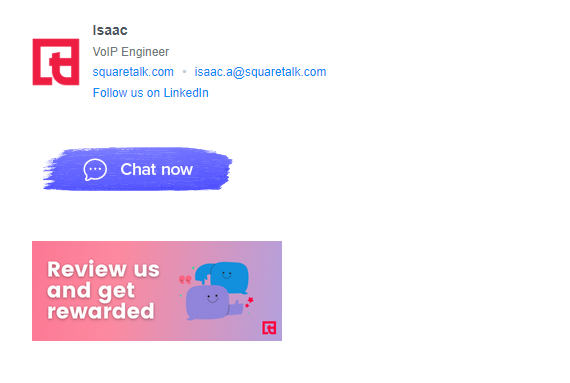 Isaac
VoIP Engineer
squaretalk.com • isaac.a@squaretalk.com
Follow us on LinkedIn
Chat now
Review us
and get
rewarded